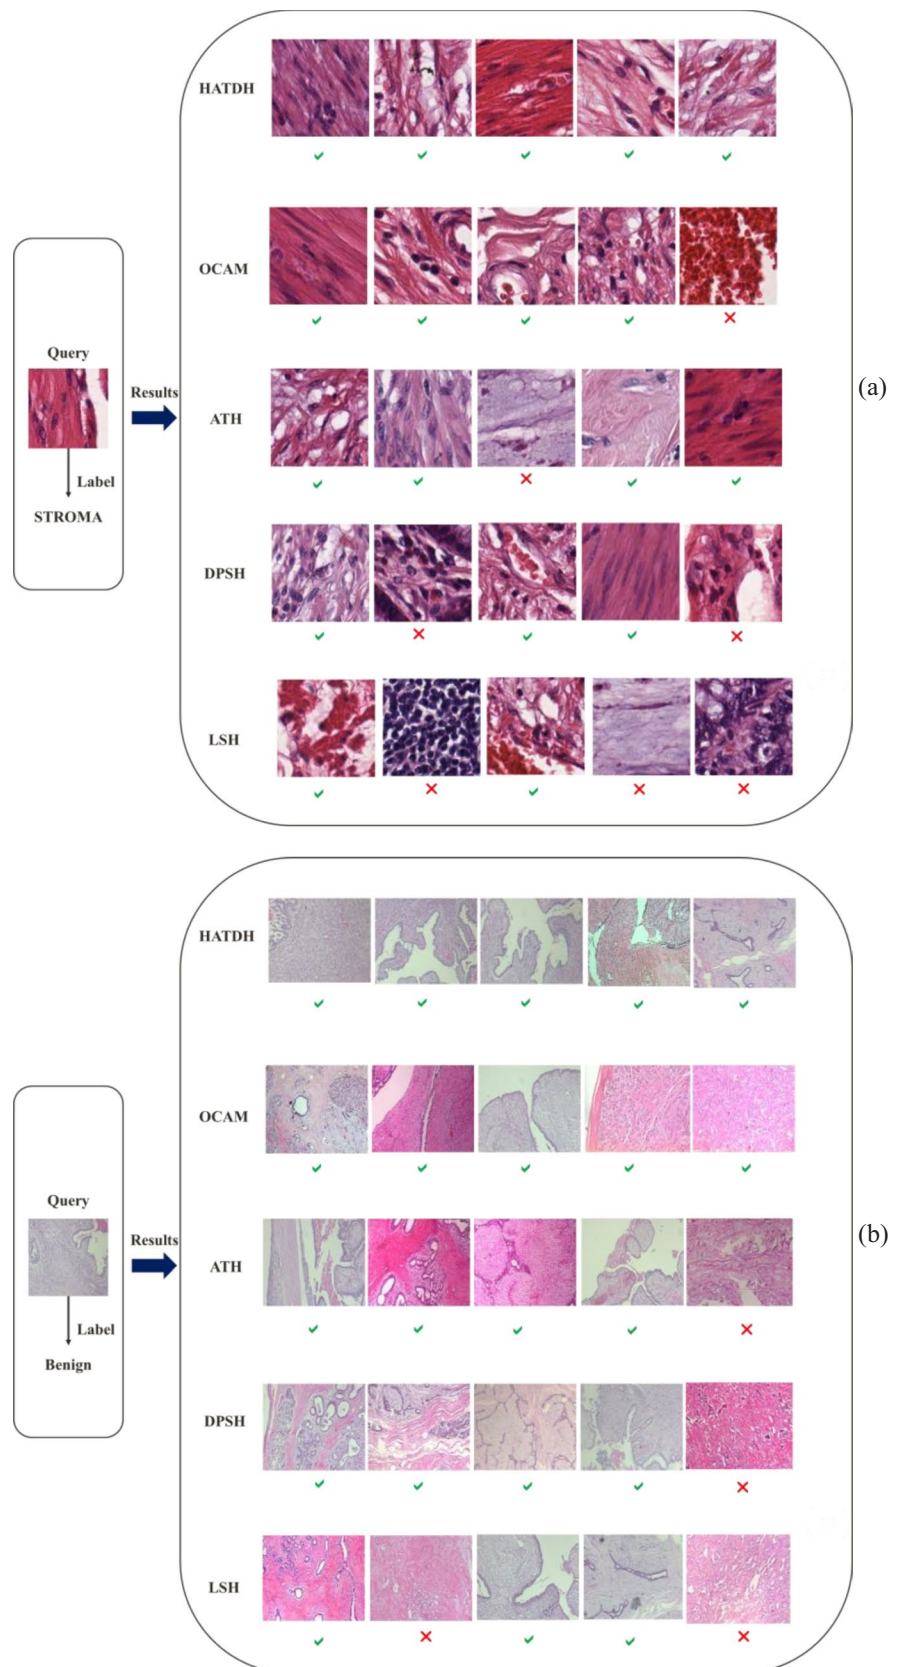 HATDH
OCAM
Query
Results
(a)
ATH
Label
STROMA
DPSH
LSH
HATDH
OCAM
Query
Results
(b)
ATH
Label
Benign
DPSH
LSH